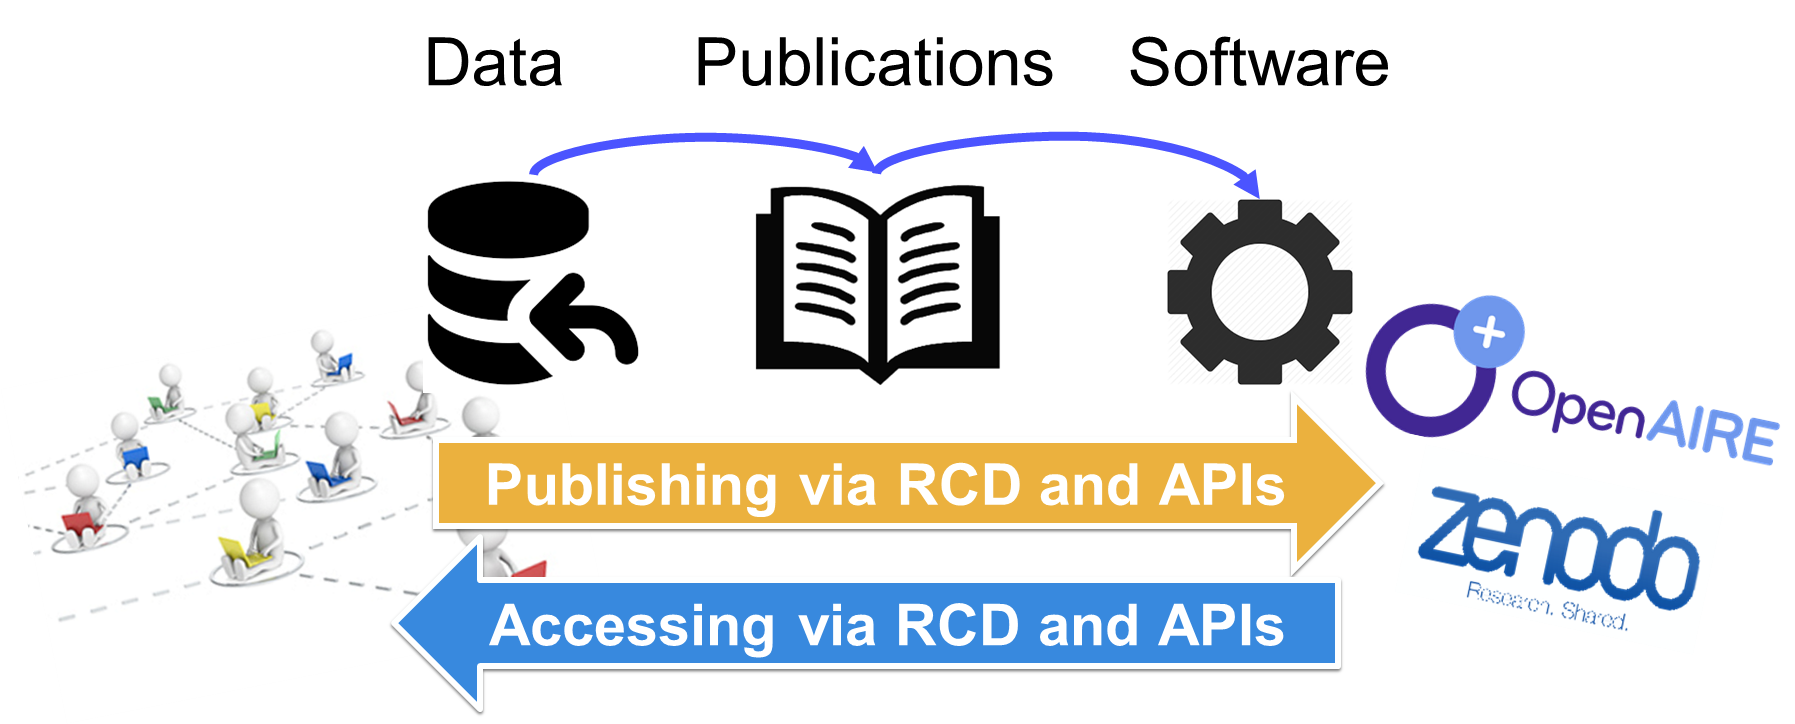 Data Publications Software
OpenAIRE
Publishing via RCD and APIs
zenodo
Research. Shared.
Accessing via RCD and APIs